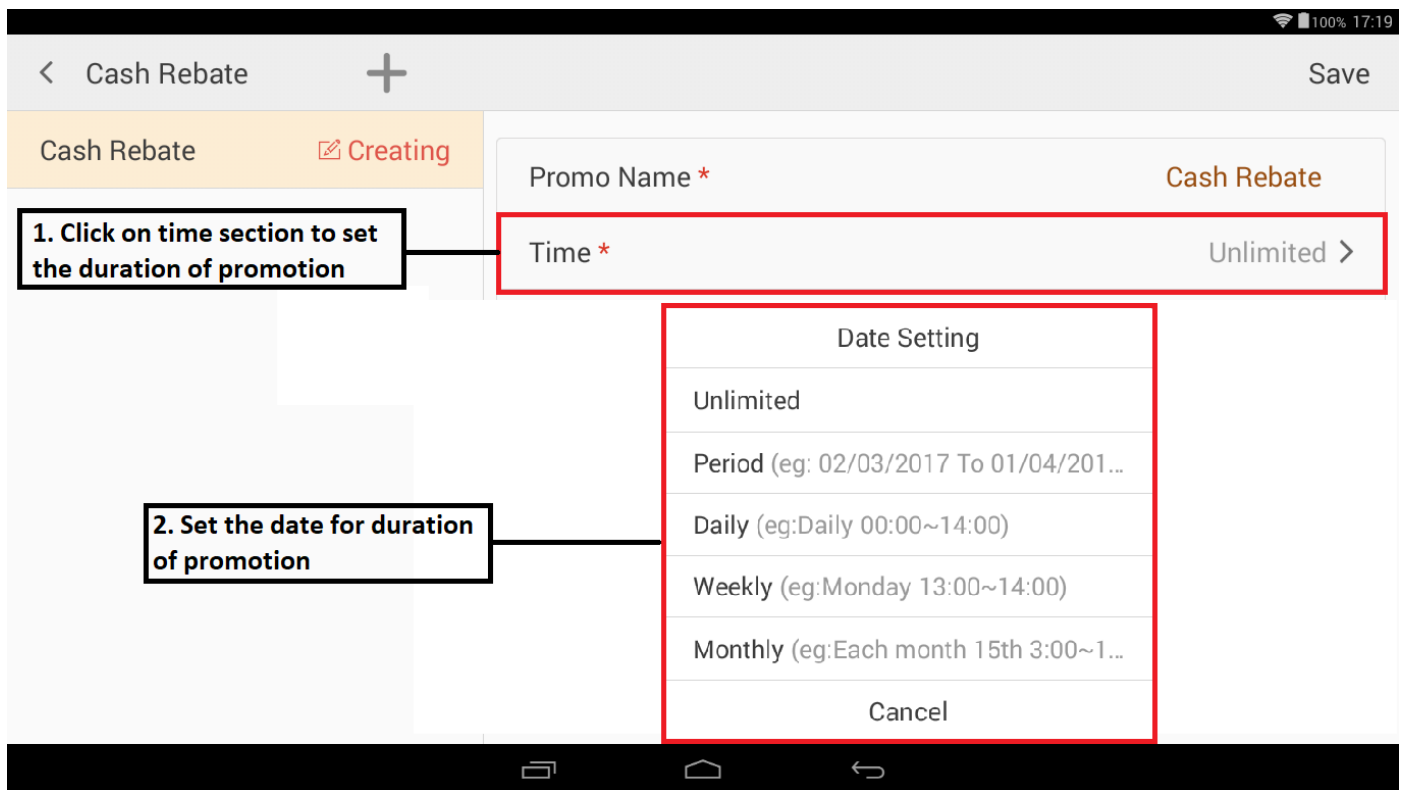 100% 17:19
Cash Rebate
Save
Cash Rebate
Creating
Promo Name *
Cash Rebate
1. Click on time section to set
the duration of promotion
Time *
Unlimited
Date Setting
Unlimited
Period (eg: 02/03/2017 To 01/04/201...
Daily (eg:Daily 00:00~14:00)
Weekly (eg:Monday 13:00~14:00)
Monthly (eg:Each month 15th 3:00~1...
Cancel
2. Set the date for duration
of promotion